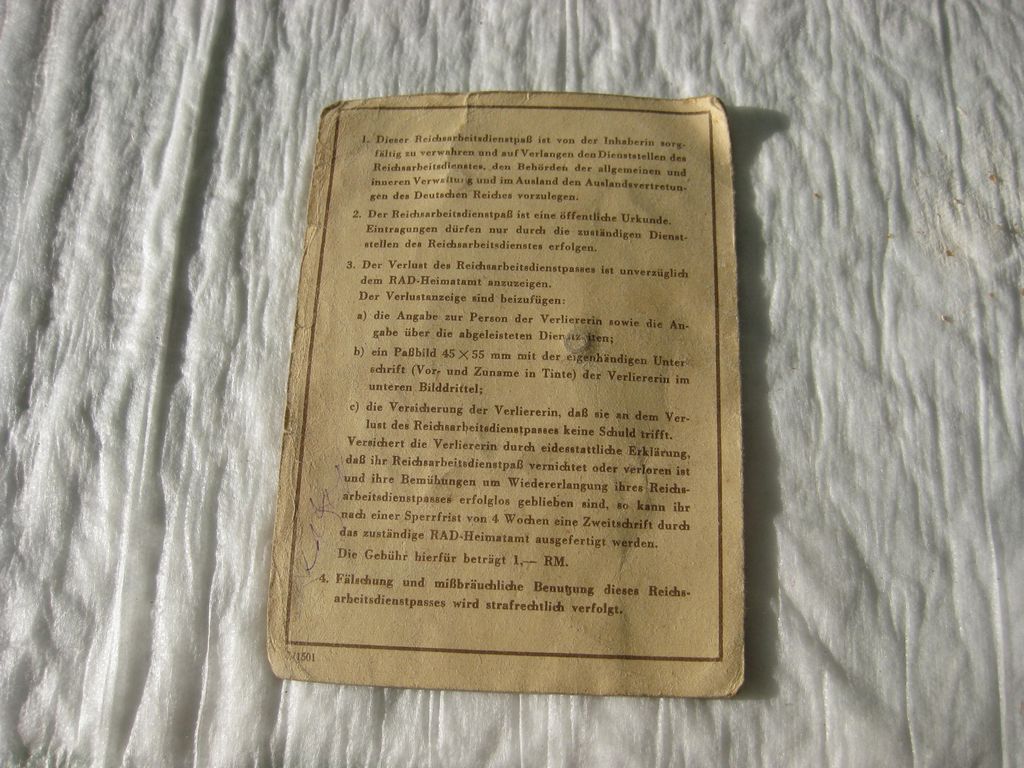 1. Dieser Reichsarbeitsdienstpaß ist von der Inhaberin sorg-
fältig zu verwahren und auf Verlangen den Dienststellen des
Reichsarbeitsdienstes, den Behörden der allgemeinen und
inneren Verwaltung und im Ausland den Auslandsvertretun-
gen des Deutschen Reiches vorzulegen.
2. Der Reichsarbeitsdienstpaß ist eine öffentliche Urkunde.
Eintragungen dürfen nur durch die zuständigen Dienst-
stellen des Reichsarbeitsdienstes erfolgen.
3. Der Verlust des Reichsarbeitsdienstpasses ist unverzüglich
dem RAD-Heimatamt anzuzeigen.
Der Verlustanzeige sind beizufügen:
a) die Angabe zur Person der Verliererin sowie die An-
gabe über die abgeleisteten Dienstzeiten;
b) ein Paßbild 45 × 55 mm mit der eigenhändigen Unter
schrift (Vor- und Zuname in Tinte) der Verliererin im
unteren Bilddrittel;
c) die Versicherung der Verliererin, daß sie an dem Ver-
lust des Reichsarbeitsdienstpasses keine Schuld trifft.
Versichert die Verliererin durch eidesstattliche Erklärung,
daß ihr Reichsarbeitsdienstpaß vernichtet oder verloren ist
und ihre Bemühungen um Wiedererlangung ihres Reichs-
arbeitsdienstpasses erfolglos geblieben sind, so kann ihr
nach einer Sperrfrist von 4 Wochen eine Zweitschrift durch
das zuständige RAD-Heimatamt ausgefertigt werden.
Die Gebühr hierfür beträgt 1,— RM.
4. Fälschung und mißbräuchliche Benutzung dieses Reichs-
arbeitsdienstpasses wird strafrechtlich verfolgt.
/1501